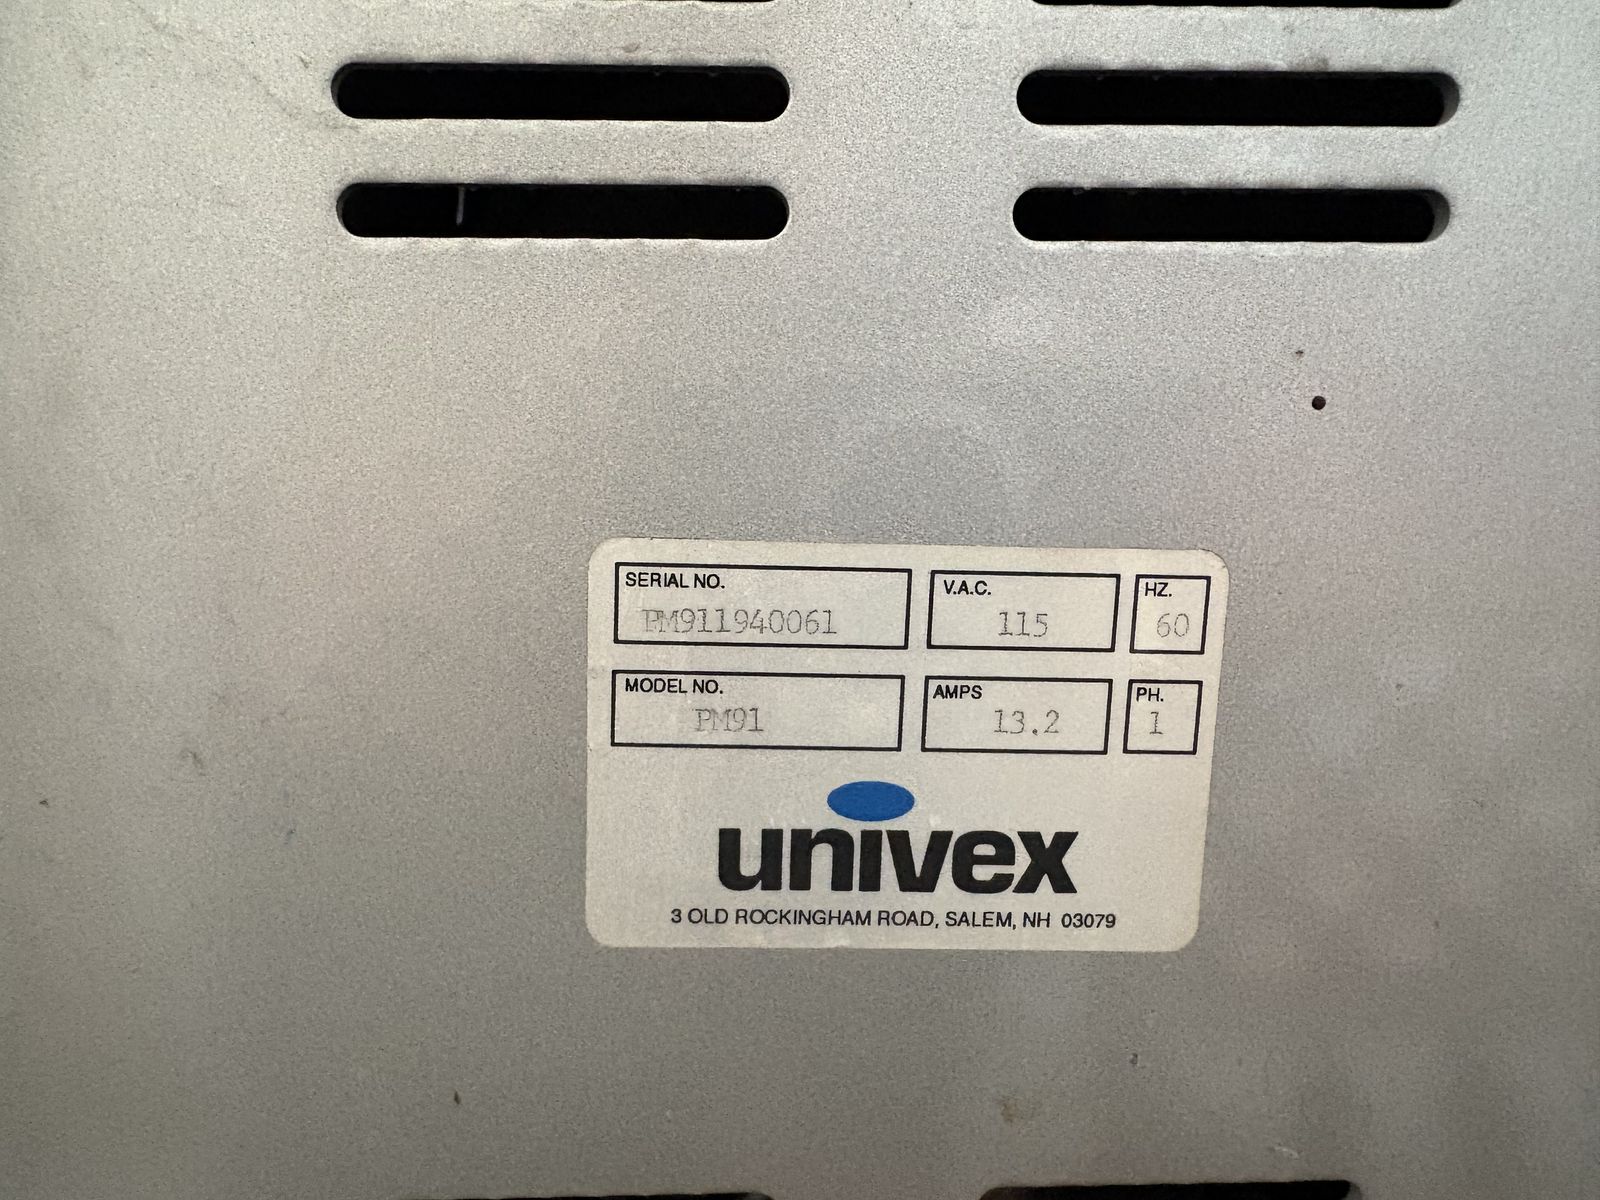 SERIAL NO. V.A.C. HZ.
PM911940061 115 60
MODEL NO. AMPS PH.
PM91 13.2 1
univex
3 OLD ROCKINGHAM ROAD, SALEM, NH 03079